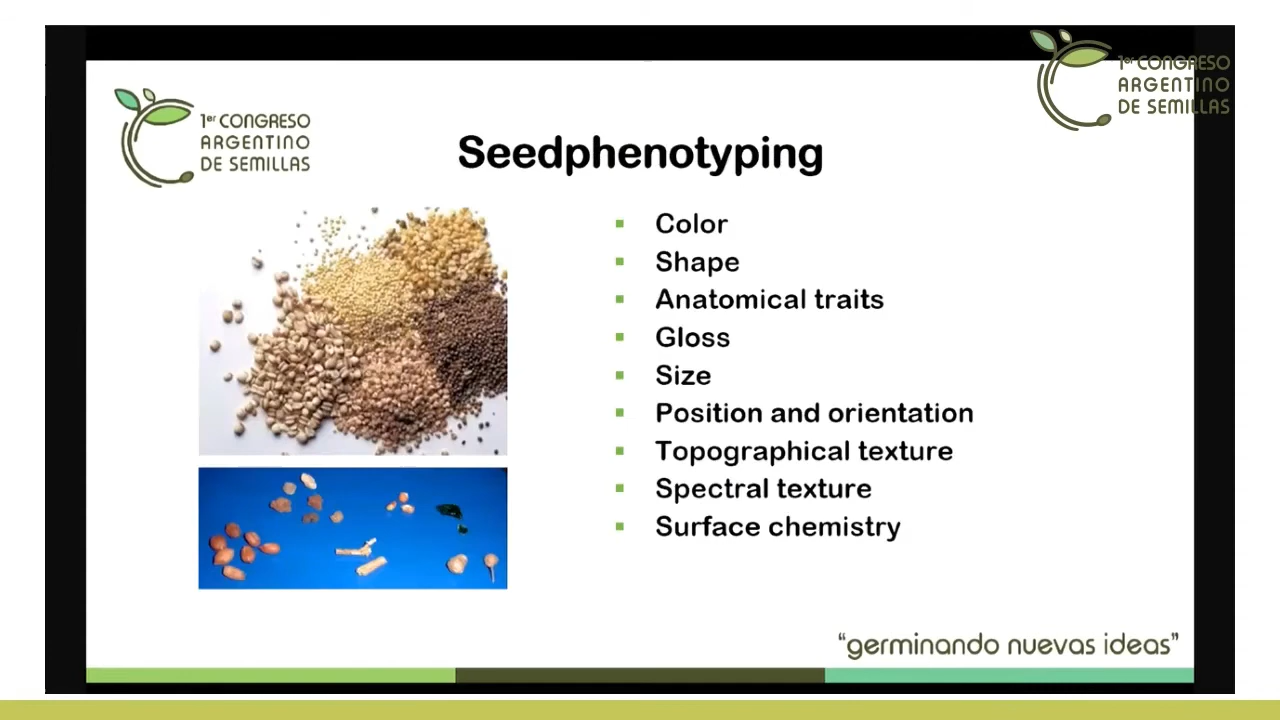 1er CONGRESO
ARGENTINO
DE SEMILLAS
1er CONGRESO
ARGENTINO
DE SEMILLAS
Seedphenotyping
▪ Color
▪ Shape
▪ Anatomical traits
▪ Gloss
▪ Size
▪ Position and orientation
▪ Topographical texture
▪ Spectral texture
▪ Surface chemistry
“germinando nuevas ideas”